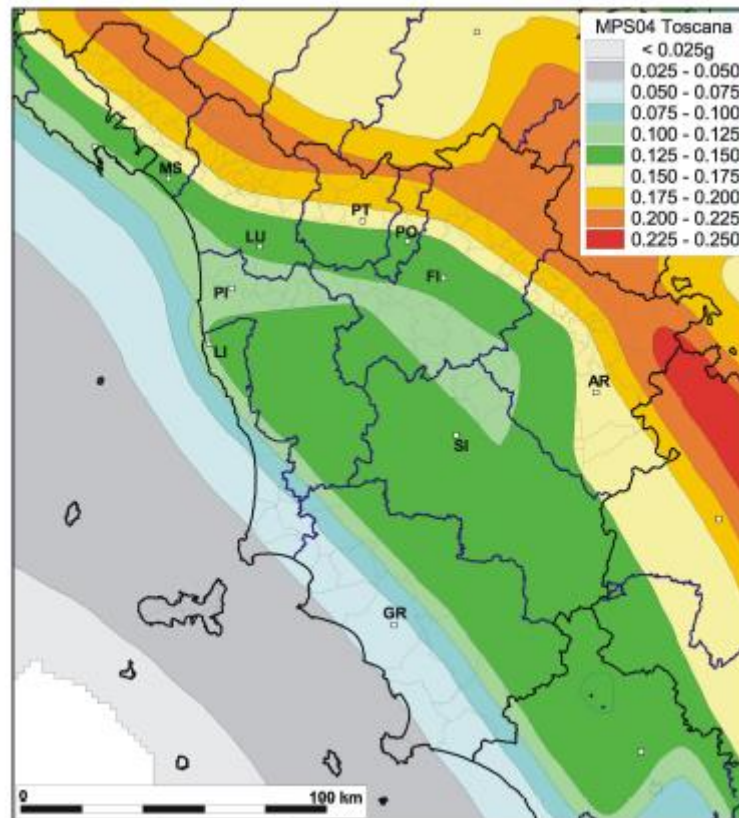 MPS04 Toscana
< 0.025g
0.025 - 0.050
0.050 - 0.075
0.075 - 0.100
0.100 - 0.125
0.125 - 0.150
0.150 - 0.175
0.175 - 0.200
0.200 - 0.225
0.225 - 0.250
MS
PT
PO
LU
FI
PI
LI
AR
SI
GR
0 100 km